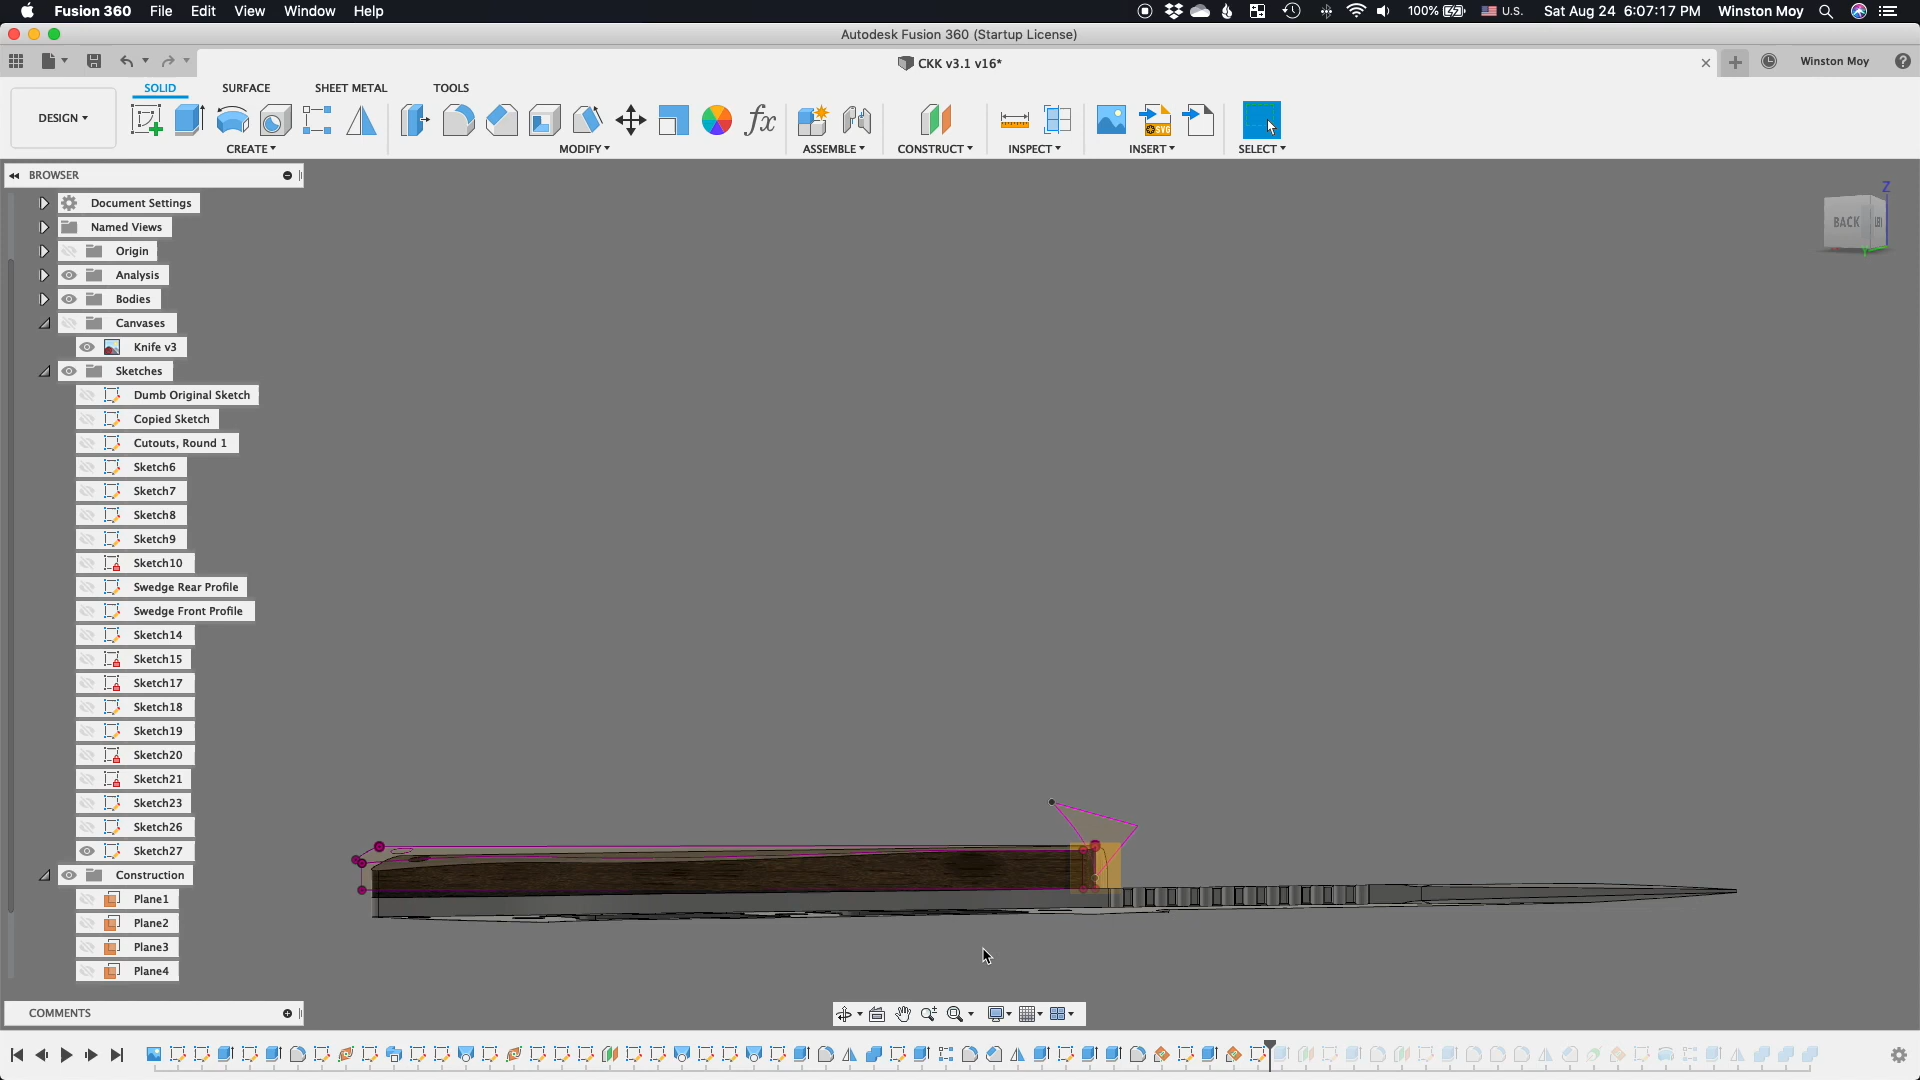 Fusion 360 File Edit View Window Help 100% U.S. Sat Aug 24 6:07:17 PM Winston Moy
Autodesk Fusion 360 (Startup License)
CKK v3.1 v16* Winston Moy
SOLID SURFACE SHEET METAL TOOLS
DESIGN
CREATE MODIFY ASSEMBLE CONSTRUCT INSPECT INSERT SELECT
BROWSER
Document Settings
Named Views
Origin
Analysis
Bodies
Canvases
Knife v3
Sketches
Dumb Original Sketch
Copied Sketch
Cutouts, Round 1
Sketch6
Sketch7
Sketch8
Sketch9
Sketch10
Swedge Rear Profile
Swedge Front Profile
Sketch14
Sketch15
Sketch17
Sketch18
Sketch19
Sketch20
Sketch21
Sketch23
Sketch26
Sketch27
Construction
Plane1
Plane2
Plane3
Plane4
COMMENTS
Z
BACK